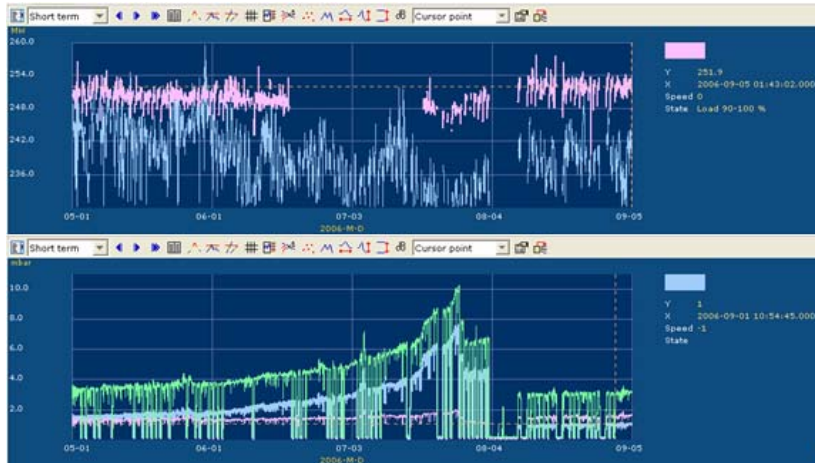 Short term Cursor point
MW
260.0
254.0
248.0
242.0
236.0
05-01 06-01 07-03 08-04 09-05
2006-M-D
Y 251.9
X 2006-09-05 01:43:02.000
Speed 0
State Load 90-100 %
Short term Cursor point
mbar
10.0
8.0
6.0
4.0
2.0
05-01 06-01 07-03 08-04 09-05
2006-M-D
Y 1
X 2006-09-01 10:54:45.000
Speed -1
State